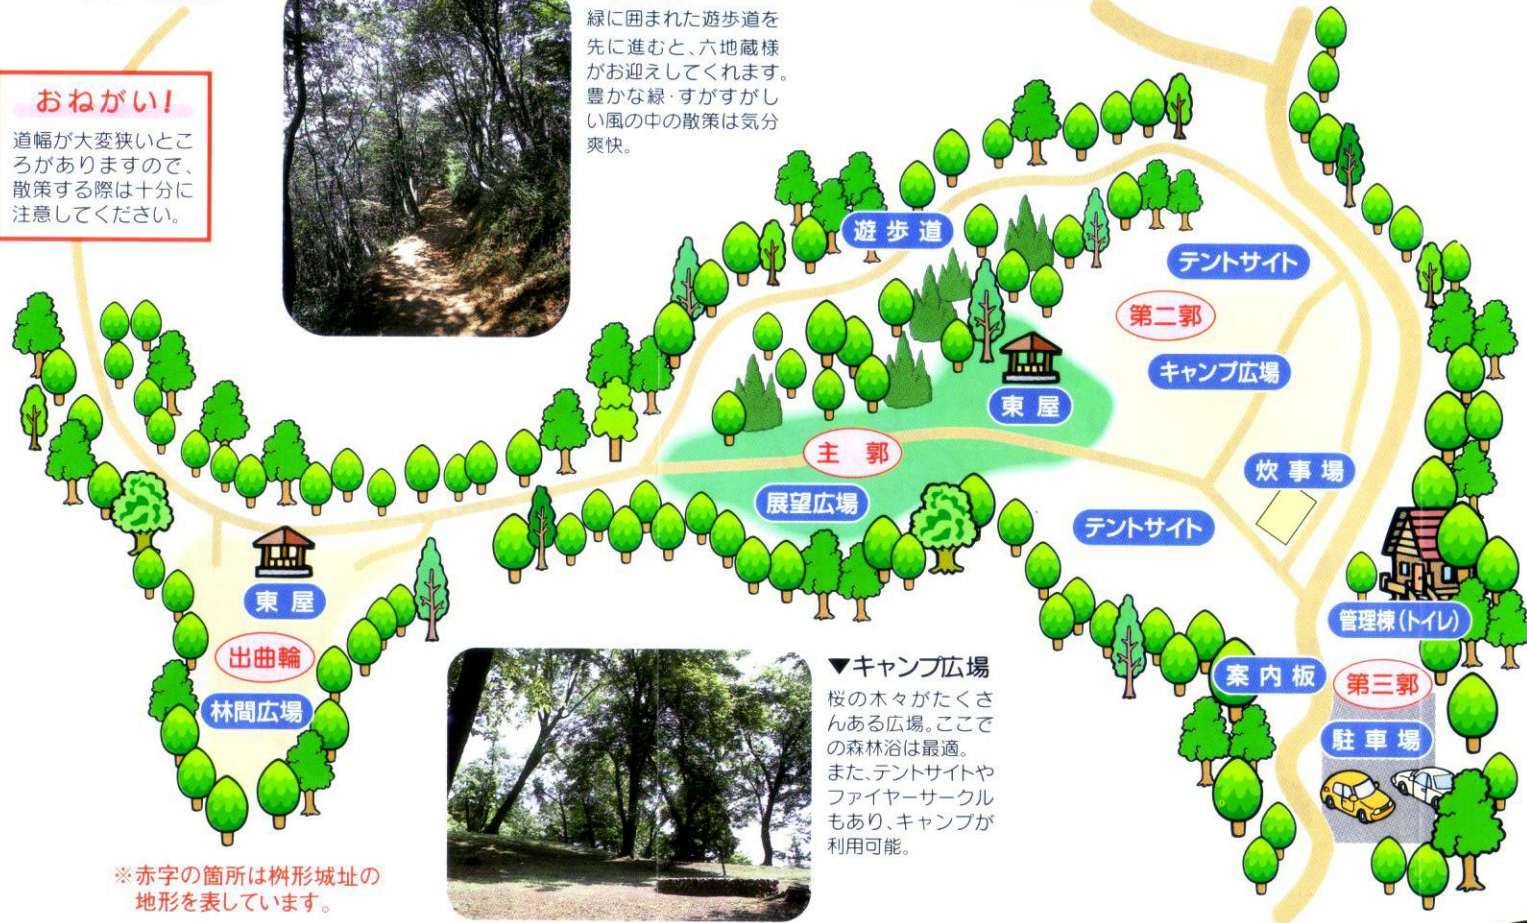 緑に囲まれた遊歩道を
先に進むと、六地蔵様
がお迎えしてくれます。
豊かな緑・すがすがし
い風の中の散策は気分
爽快。
おねがい!
道幅が大変狭いとこ
ろがありますので、
散策する際は十分に
注意してください。
遊歩道
テントサイト
第二郭
キャンプ広場
東屋
主郭
展望広場
炊事場
テントサイト
東屋
出曲輪
林間広場
管理棟(トイレ)
案内板
第三郭
駐車場
▼キャンプ広場
桜の木々がたくさ
んある広場。ここで
の森林浴は最適。
また、テントサイトや
ファイヤーサークル
もあり、キャンプが
利用可能。
※赤字の箇所は桝形城址の
地形を表しています。